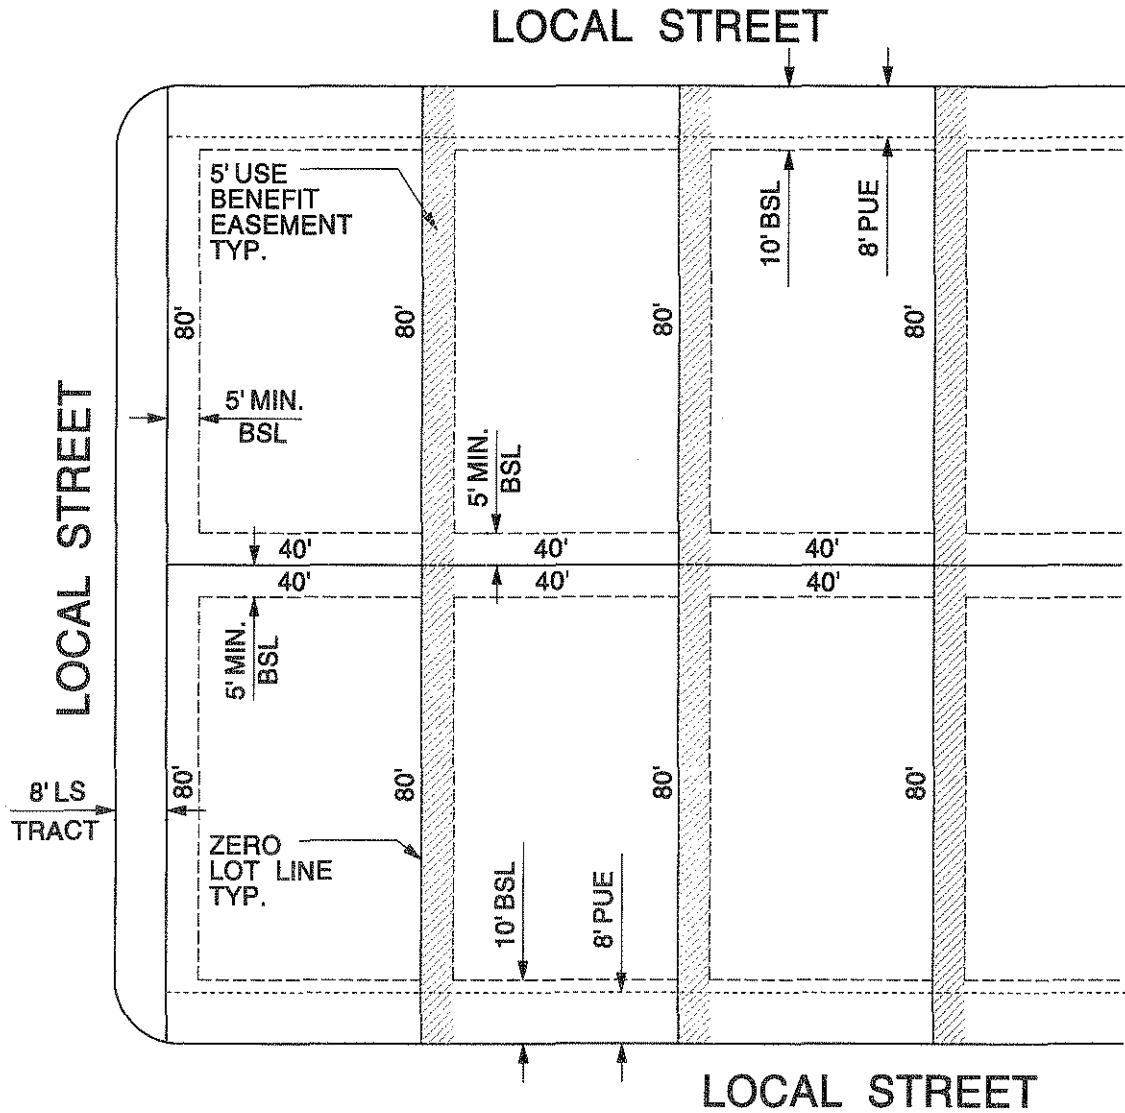 LOCAL STREET
5' USE
BENEFIT
EASEMENT
TYP.
10' BSL
8' PUE
80'
80'
80'
80'
5' MIN.
BSL
5' MIN.
BSL
LOCAL STREET
40'
40'
40'
40'
40'
40'
5' MIN.
BSL
80'
80'
80'
80'
8' LS
TRACT
ZERO
LOT LINE
TYP.
10' BSL
8' PUE
LOCAL STREET